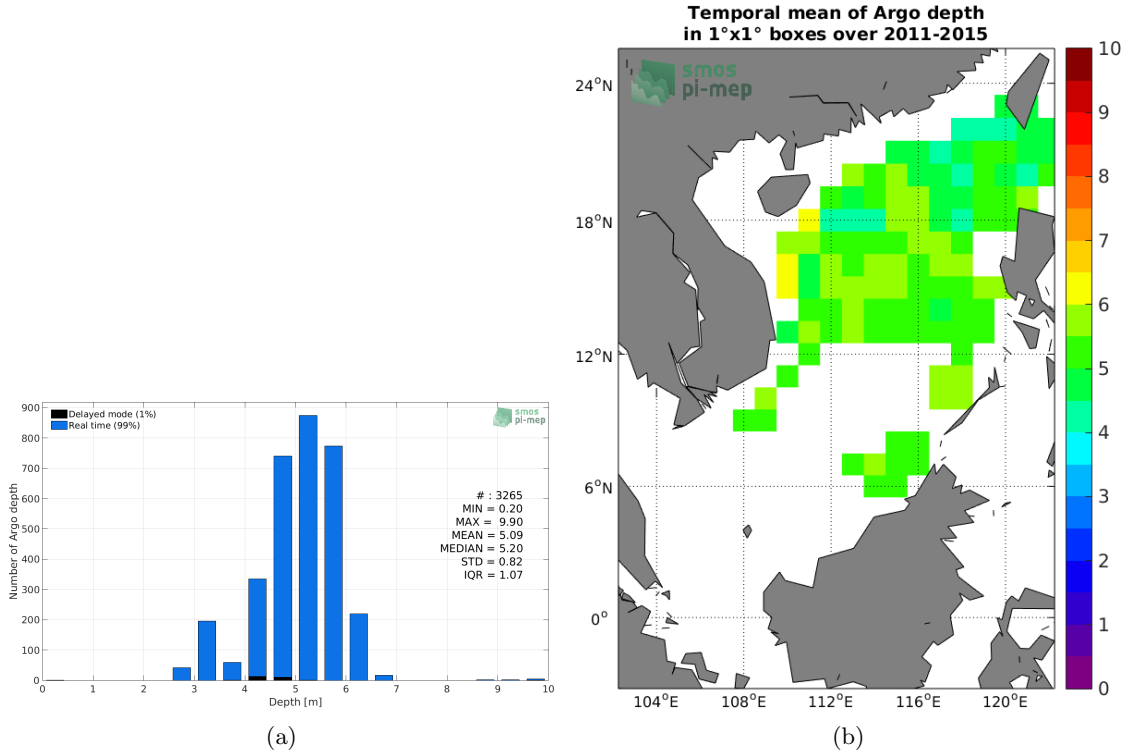 Temporal mean of Argo depth
in 1°x1° boxes over 2011-2015
smos
pi-mep
24°N
18°N
12°N
6°N
0°
104°E
108°E
112°E
116°E
120°E
10
9
8
7
6
5
4
3
2
1
0
Number of Argo depth
900
800
700
600
500
400
300
200
100
0
Delayed mode (1%)
Real time (99%)
smos
pi-mep
# : 3265
MIN = 0.20
MAX = 9.90
MEAN = 5.09
MEDIAN = 5.20
STD = 0.82
IQR = 1.07
0
1
2
3
4
5
6
7
8
9
10
Depth [m]
(a)
(b)